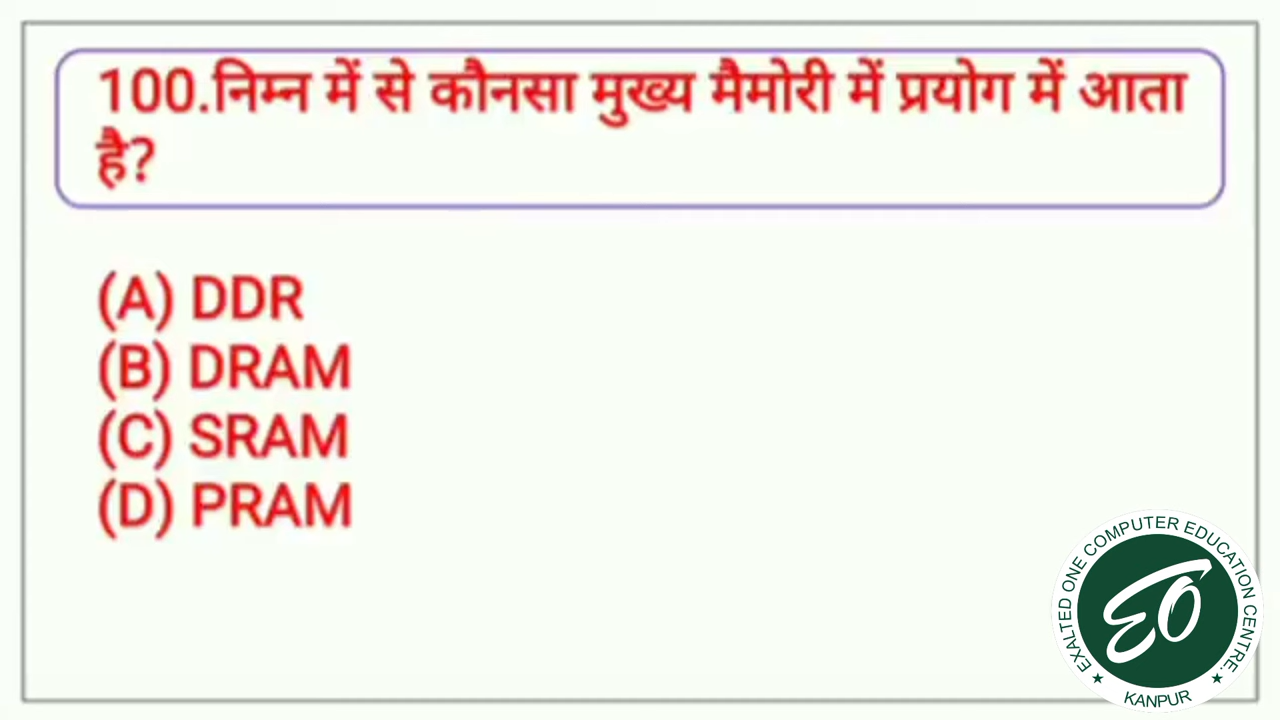 100.निम्न में से कौनसा मुख्य मैमोरी में प्रयोग में आता
है?
(A) DDR
(B) DRAM
(C) SRAM
(D) PRAM
EXALTED ONE COMPUTER EDUCATION CENTRE.
EO
★ KANPUR ★